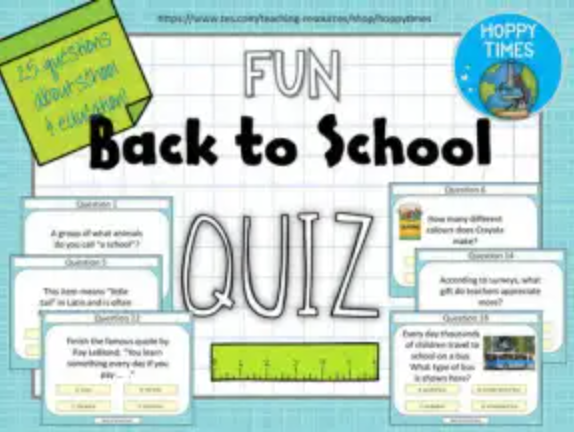 https://www.tes.com/teaching-resources/shop/hoppytimes
25 questions
about school
& education!
HOPPY
TIMES
FUN
Back to School
QUIZ
Question 1
A group of what animals
do you call "a school"?
Question 5
This item means "little
tail" in Latin and is often
Question 12
Finish the famous quote by
Ray LeBlond. "You learn
something every day if you
pay
Question 6
How many different
colours does Crayola
make?
Question 14
According to surveys, what
gift do teachers appreciate
most?
Question 18
Every day thousands
of children travel to
school on a bus.
What type of bus
is shown here?